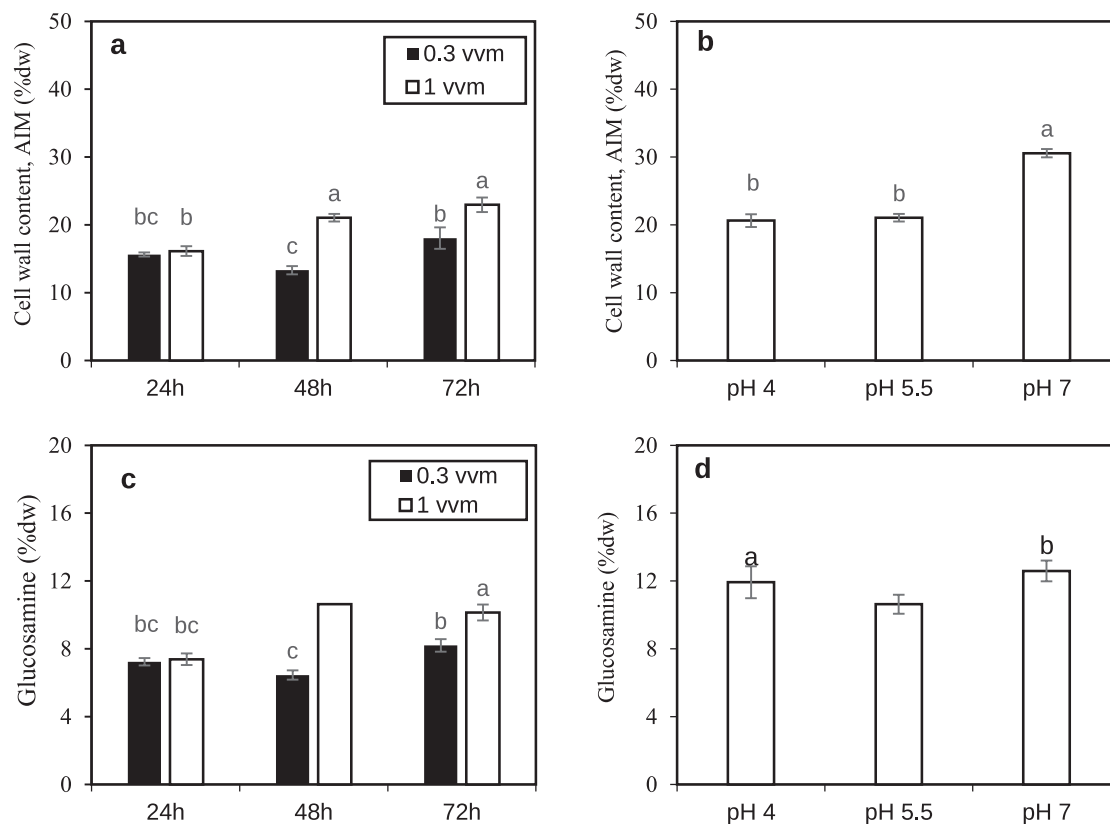 a
0.3 vvm
1 vvm
Cell wall content, AIM (%dw)
50
40
30
20
10
0
bc
b
c
a
b
a
24h
48h
72h
b
Cell wall content, AIM (%dw)
50
40
30
20
10
0
b
b
a
pH 4
pH 5.5
pH 7
c
0.3 vvm
1 vvm
Glucosamine (%dw)
20
16
12
8
4
0
bc
bc
c
b
a
24h
48h
72h
d
Glucosamine (%dw)
20
16
12
8
4
0
a
b
pH 4
pH 5.5
pH 7